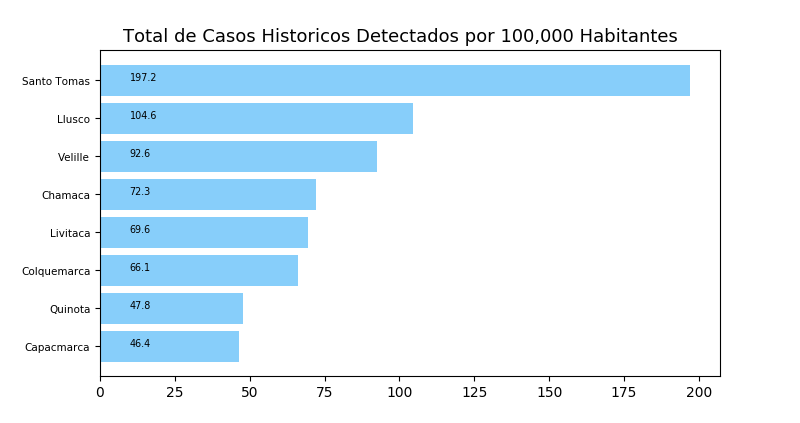 Total de Casos Historicos Detectados por 100,000 Habitantes
Santo Tomas 197.2
Llusco 104.6
Velille 92.6
Chamaca 72.3
Livitaca 69.6
Colquemarca 66.1
Quinota 47.8
Capacmarca 46.4
0 25 50 75 100 125 150 175 200